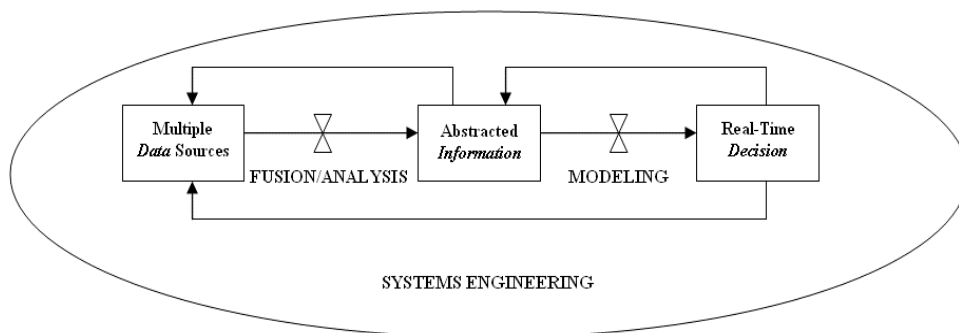 Multiple
Data Sources
Abstracted
Information
Real-Time
Decision
FUSION/ANALYSIS
MODELING
SYSTEMS ENGINEERING